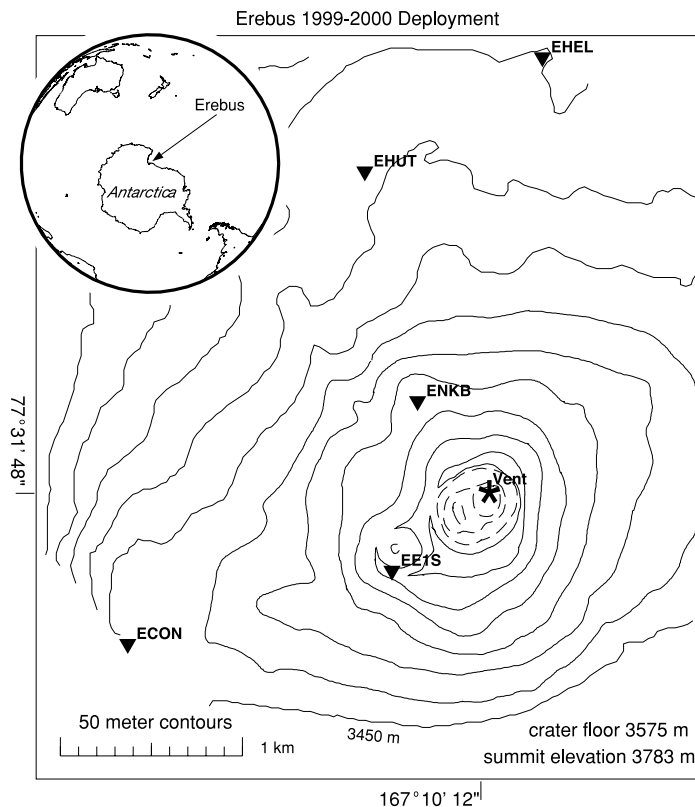 Erebus 1999-2000 Deployment
EHEL
Erebus
EHUT
Antarctica
ENKB
77°31' 48"
Vent
EE1S
ECON
50 meter contours
1 km
3450 m
crater floor 3575 m
summit elevation 3783 m
167°10' 12"